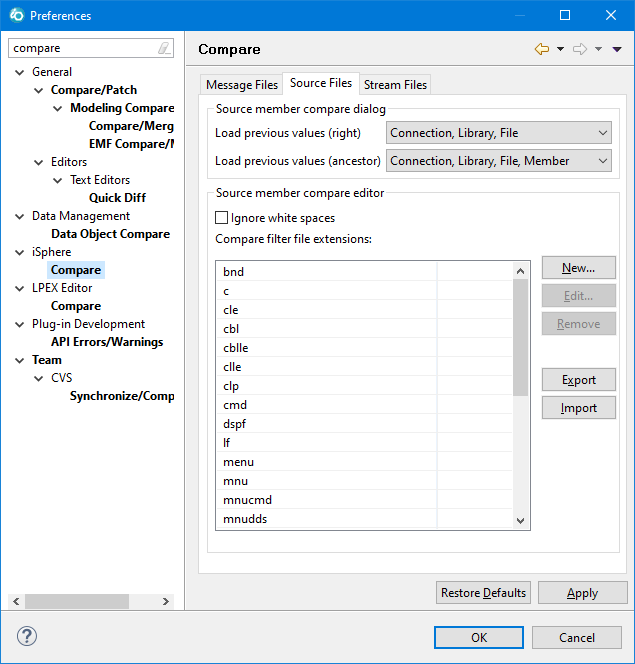 Preferences
compare
General
Compare/Patch
Modeling Compare
Compare/Merg
EMF Compare/M
Editors
Text Editors
Quick Diff
Data Management
Data Object Compare
iSphere
Compare
LPEX Editor
Compare
Plug-in Development
API Errors/Warnings
Team
CVS
Synchronize/Comp
Compare
Message Files Source Files Stream Files
Source member compare dialog
Load previous values (right) Connection, Library, File
Load previous values (ancestor) Connection, Library, File, Member
Source member compare editor
Ignore white spaces
Compare filter file extensions:
bnd
c
cle
cbl
cblle
clle
clp
cmd
dspf
lf
menu
mnu
mnucmd
mnudds
New...
Edit...
Remove
Export
Import
Restore Defaults Apply
? OK Cancel